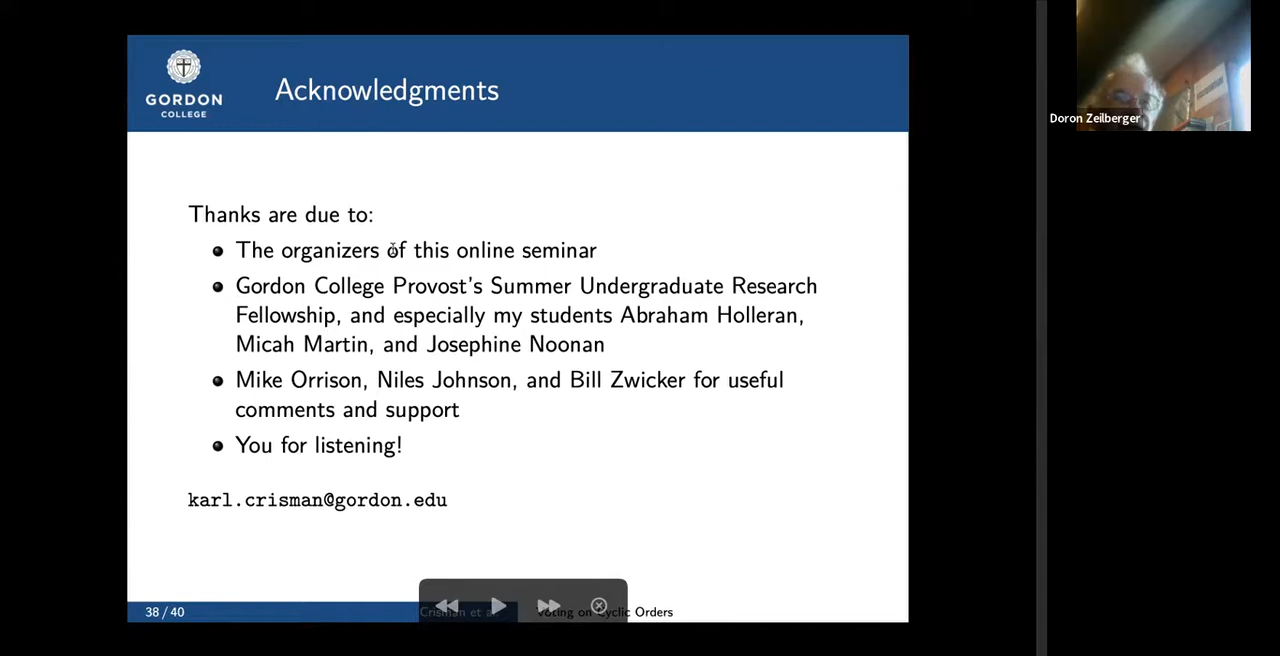 GORDON
COLLEGE
Acknowledgments
Doron Zeilberger
Thanks are due to:
The organizers of this online seminar
Gordon College Provost's Summer Undergraduate Research
Fellowship, and especially my students Abraham Holleran,
Micah Martin, and Josephine Noonan
Mike Orrison, Niles Johnson, and Bill Zwicker for useful
comments and support
You for listening!
karl.crisman@gordon.edu
38 / 40
Crisman et al.
Voting on Cyclic Orders